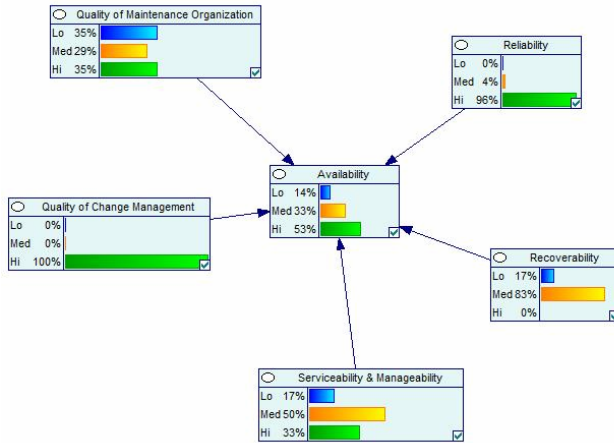 Quality of Maintenance Organization
Lo 35%
Med 29%
Hi 35%
Reliability
Lo 0%
Med 4%
Hi 96%
Availability
Lo 14%
Med 33%
Hi 53%
Quality of Change Management
Lo 0%
Med 0%
Hi 100%
Recoverability
Lo 17%
Med 83%
Hi 0%
Serviceability & Manageability
Lo 17%
Med 50%
Hi 33%